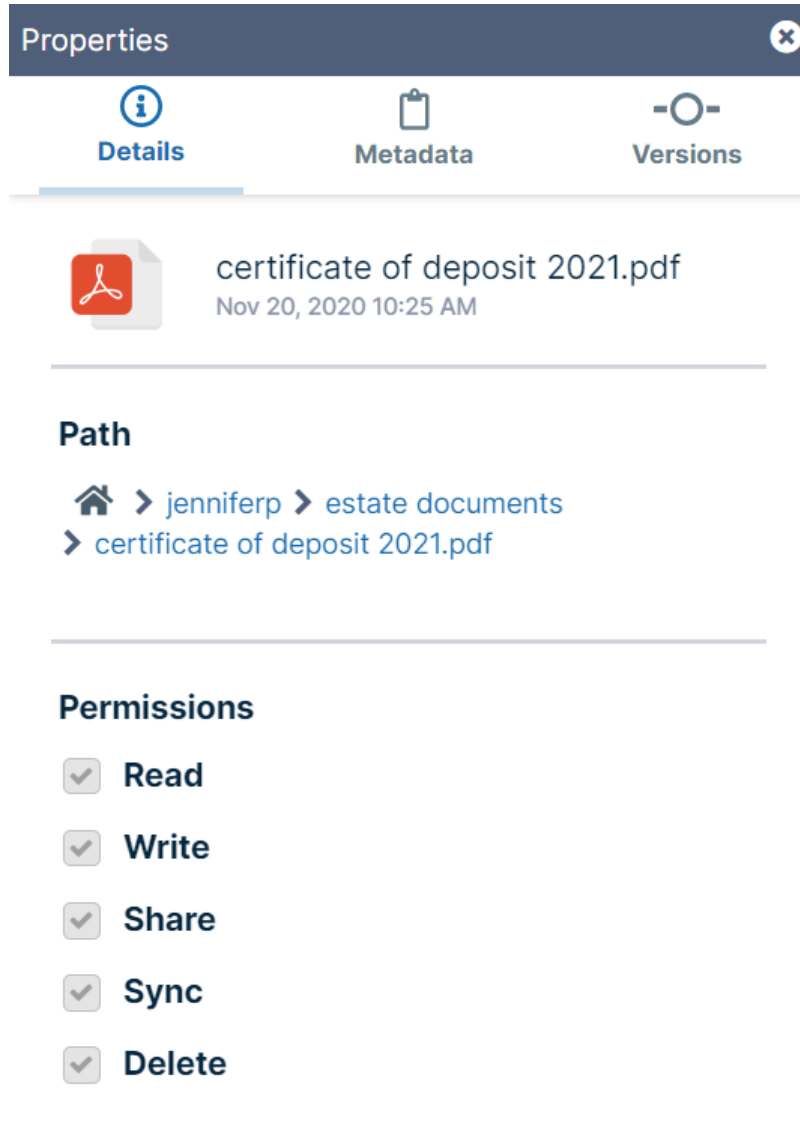 Properties
Details Metadata Versions
certificate of deposit 2021.pdf
Nov 20, 2020 10:25 AM
Path
jenniferp estate documents
certificate of deposit 2021.pdf
Permissions
Read
Write
Share
Sync
Delete